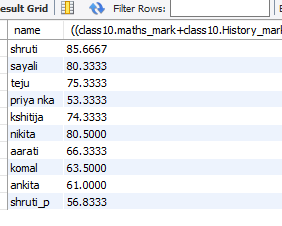 esult Grid Filter Rows:
name ((class10.maths_mark+class10.History_mark
shruti 85.6667
sayali 80.3333
teju 75.3333
priya nka 53.3333
kshitija 74.3333
nikita 80.5000
aarati 66.3333
komal 63.5000
ankita 61.0000
shruti_p 56.8333